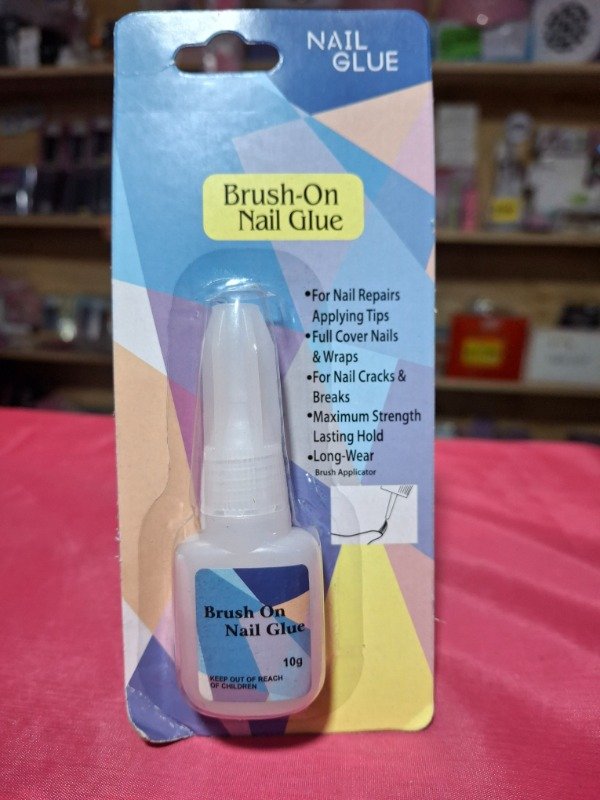 NAIL
GLUE
Brush-On
Nail Glue
•For Nail Repairs
Applying Tips
•Full Cover Nails
& Wraps
•For Nail Cracks &
Breaks
•Maximum Strength
Lasting Hold
•Long-Wear
Brush Applicator
Brush On
Nail Glue
10g
KEEP OUT OF REACH
OF CHILDREN